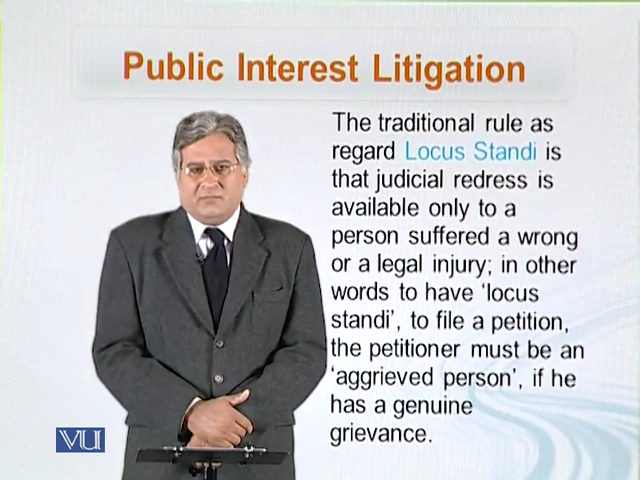 Public Interest Litigation
The traditional rule as
regard Locus Standi is
that judicial redress is
available only to a
person suffered a wrong
or a legal injury; in other
words to have ‘locus
standi’, to file a petition,
the petitioner must be an
‘aggrieved person’, if he
has a genuine
grievance.
VU